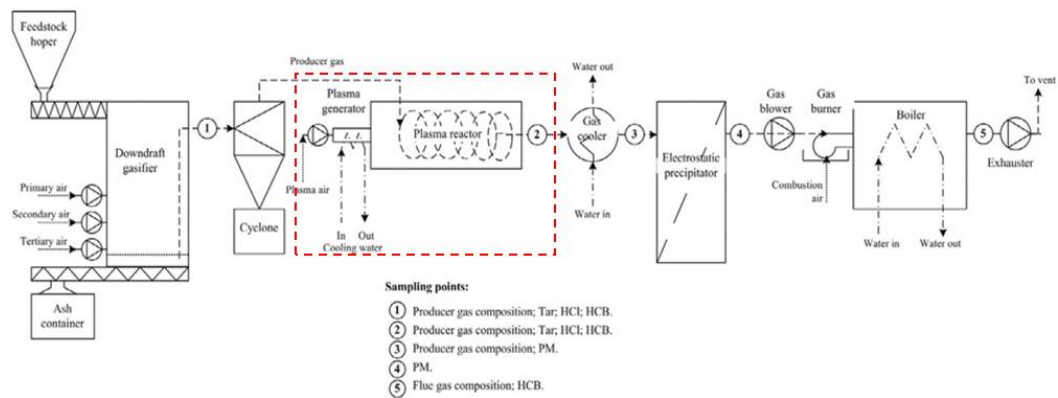 Feedstock
hoper
Downdraft
gasifier
Primary air
Secondary air
Tertiary air
Ash
container
1
Cyclone
Producer gas
Plasma
generator
Plasma air
In Out
Cooling water
Plasma reactor
2
Water out
Gas
cooler
Water in
3
Electrostatic
precipitator
4
Gas
blower
Gas
burner
Combustion
air
Boiler
Water in
Water out
5
Exhauster
To vent
Sampling points:
1 Producer gas composition; Tar; HCl; HCB.
2 Producer gas composition; Tar; HCl; HCB.
3 Producer gas composition; PM.
4 PM.
5 Flue gas composition; HCB.